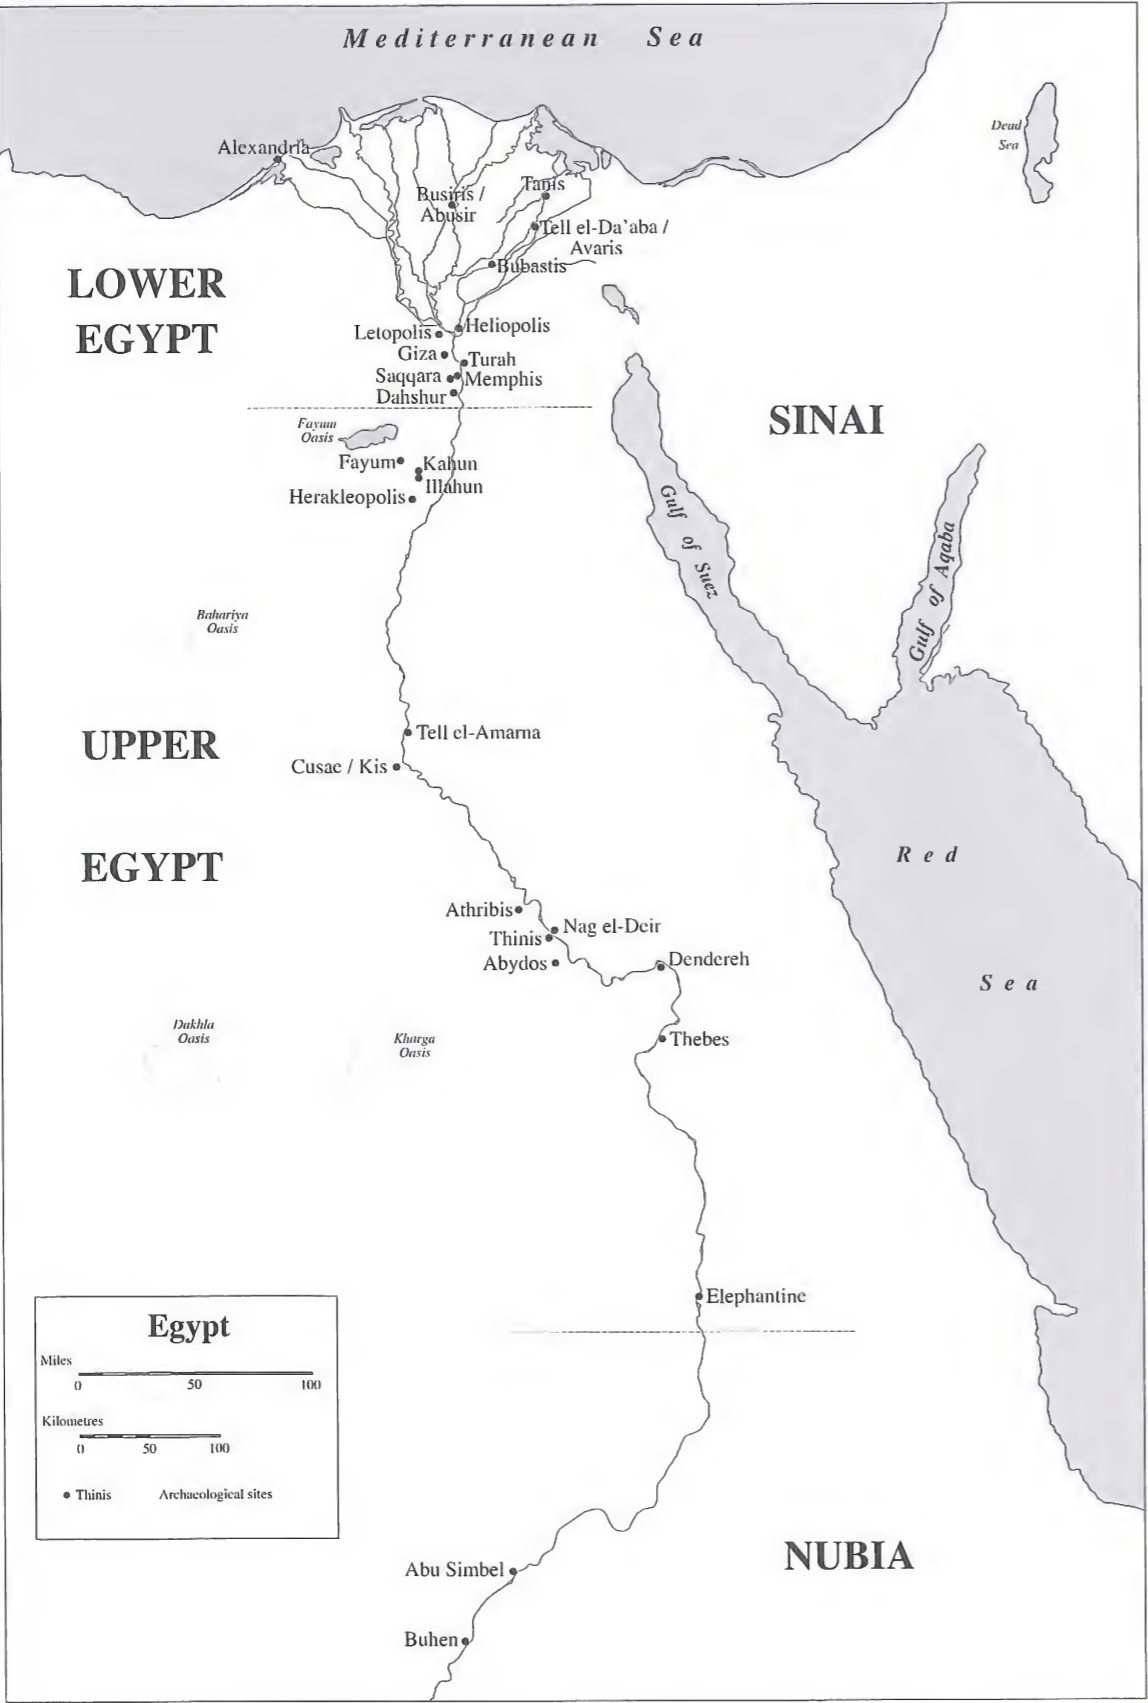 Mediterranean Sea
Dead
Sea
Alexandria
Busiris /
Abusir
Tanis
Tell el-Da'aba /
Avaris
Bubastis
LOWER
EGYPT
Letopolis
Heliopolis
Giza
Turah
Saqqara
Memphis
Dahshur
SINAI
Fayum
Oasis
Fayum
Kahun
Illahun
Herakleopolis
Gulf of Suez
Gulf of Aqaba
Bahariya
Oasis
UPPER
EGYPT
Tell el-Amarna
Cusae / Kis
Red
Sea
Athribis
Nag el-Deir
Thinis
Abydos
Dendereh
Dakhla
Oasis
Kharga
Oasis
Thebes
Elephantine
Egypt
Miles
0 50 100
Kilometres
0 50 100
Thinis Archaeological sites
NUBIA
Abu Simbel
Buhen